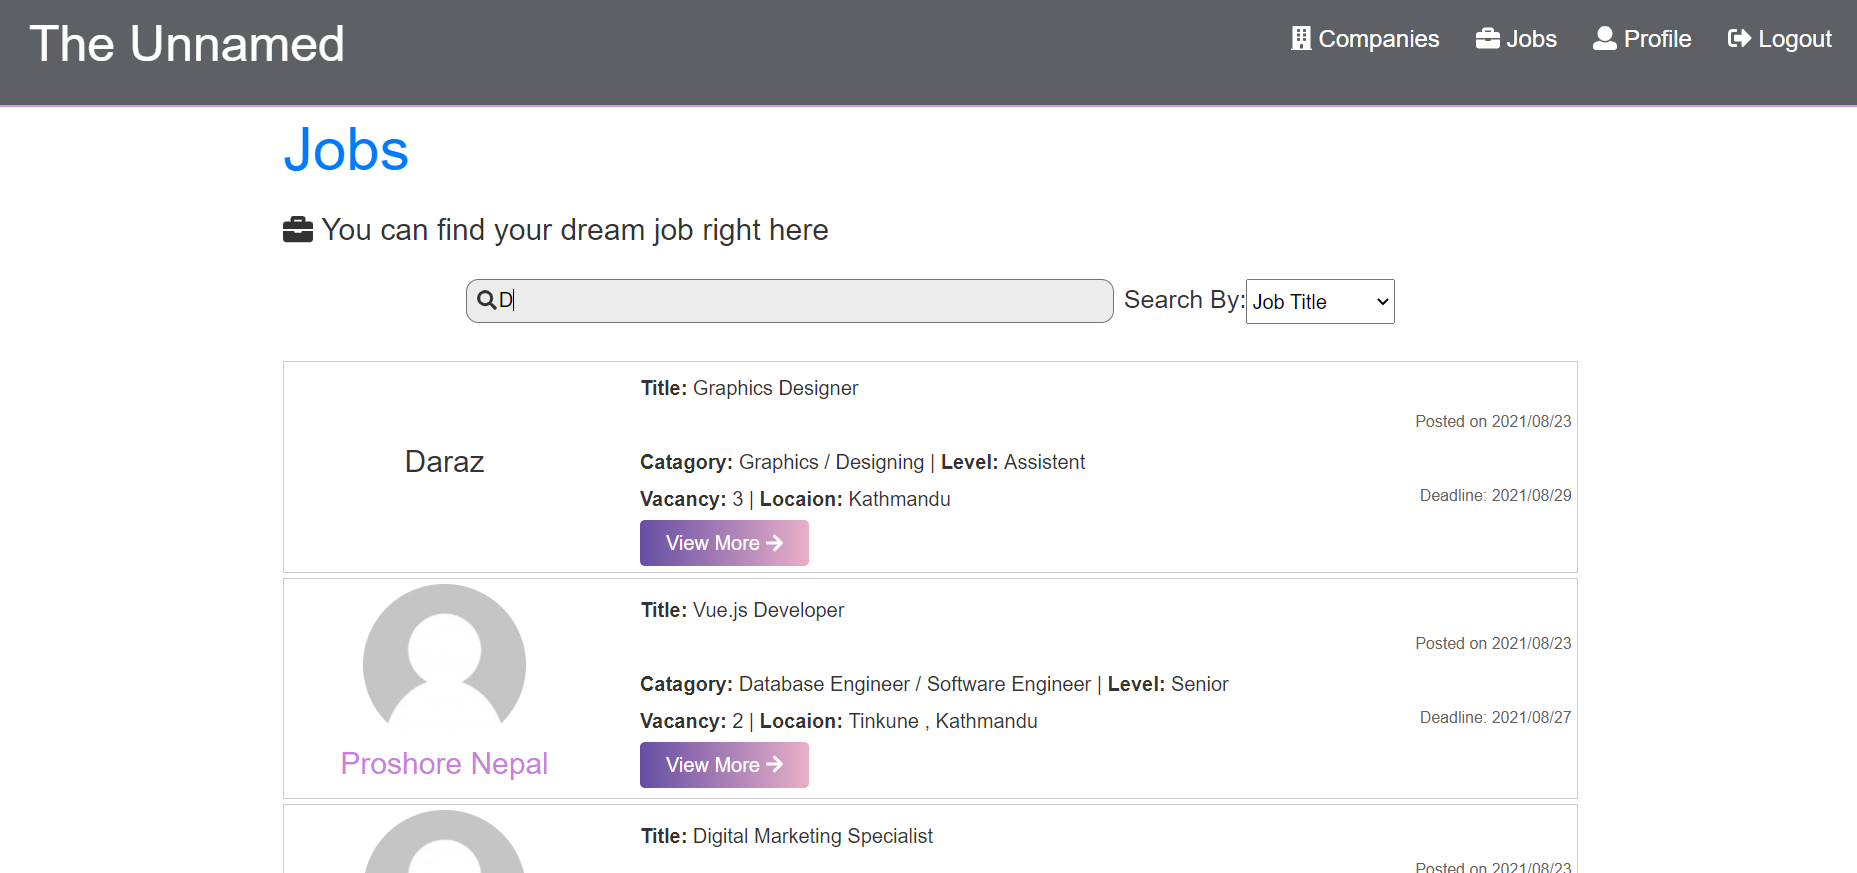 The Unnamed
Companies
Jobs
Profile
Logout
Jobs
You can find your dream job right here
D
Search By:
Job Title
Daraz
Title: Graphics Designer
Posted on 2021/08/23
Catagory: Graphics / Designing | Level: Assistent
Vacancy: 3 | Locaion: Kathmandu
Deadline: 2021/08/29
View More
Proshore Nepal
Title: Vue.js Developer
Posted on 2021/08/23
Catagory: Database Engineer / Software Engineer | Level: Senior
Vacancy: 2 | Locaion: Tinkune , Kathmandu
Deadline: 2021/08/27
View More
Title: Digital Marketing Specialist
Posted on 2021/08/23